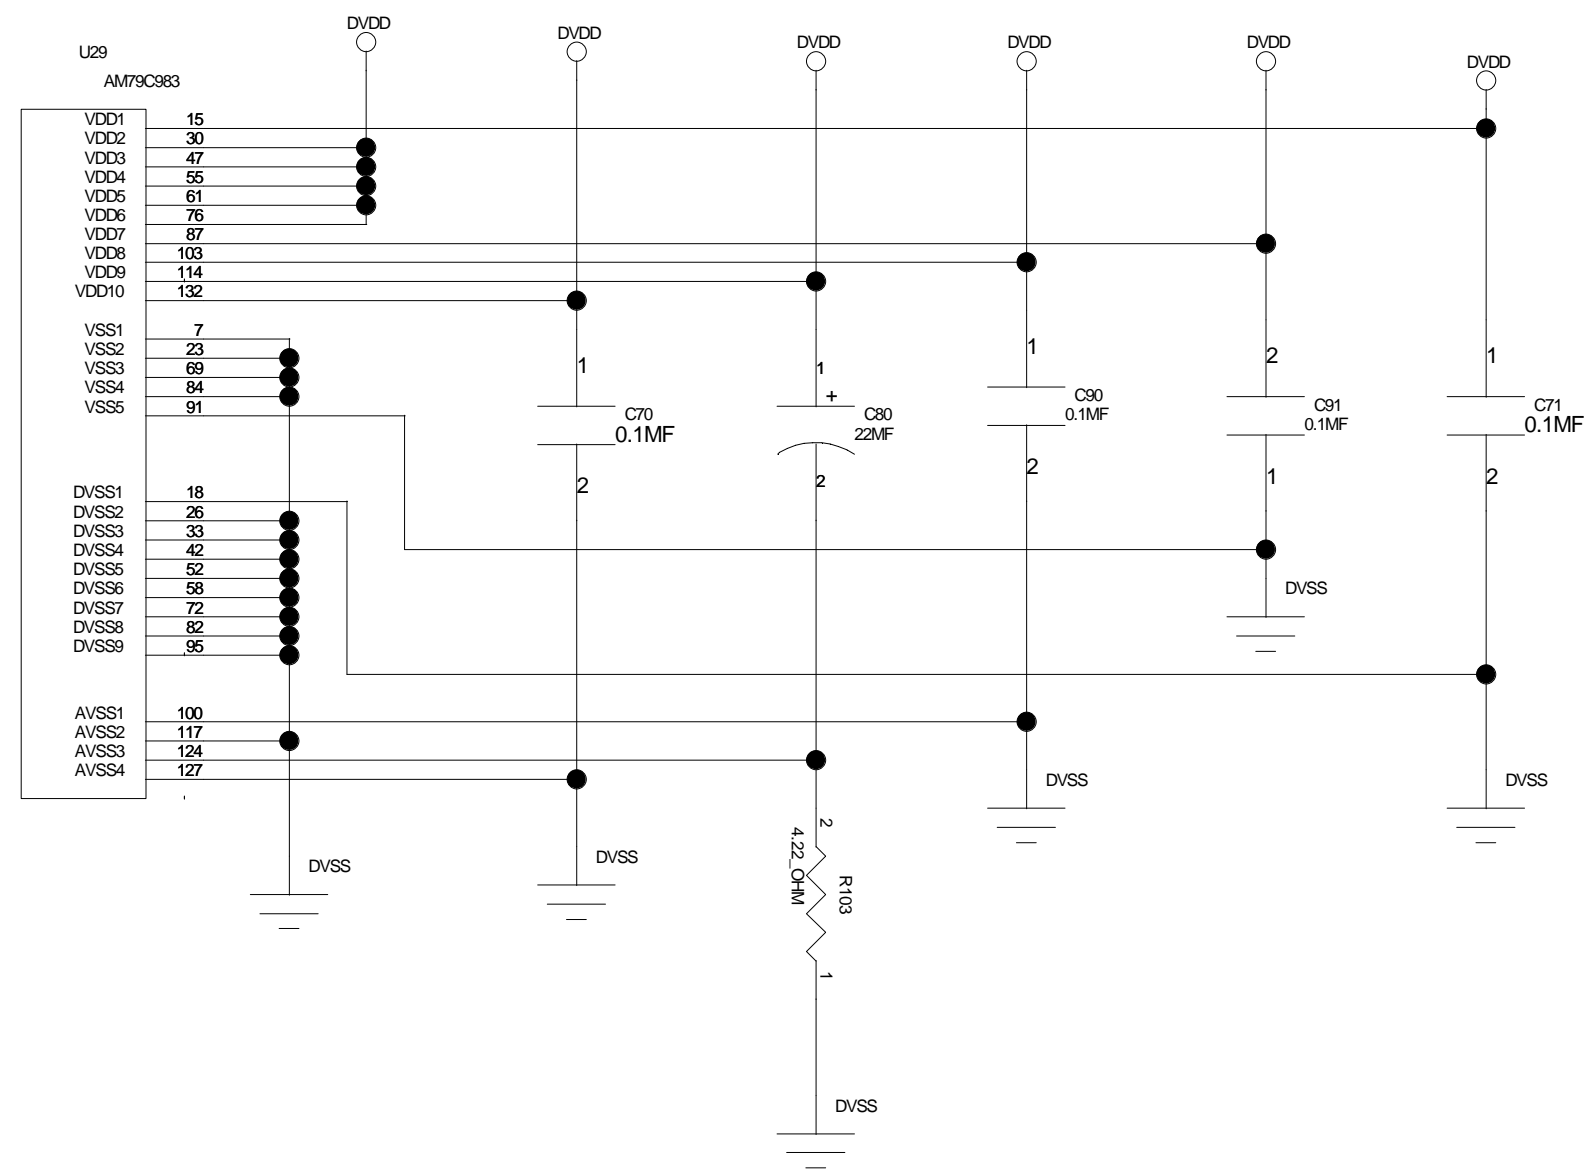 DVDD
DVDD
DVDD
DVDD
DVDD
DVDD
U29
AM79C983
VDD1 15
VDD2 30
VDD3 47
VDD4 55
VDD5 61
VDD6 76
VDD7 87
VDD8 103
VDD9 114
VDD10 132
VSS1 7
VSS2 23
VSS3 69
VSS4 84
VSS5 91
DVSS1 18
DVSS2 26
DVSS3 33
DVSS4 42
DVSS5 52
DVSS6 58
DVSS7 72
DVSS8 82
DVSS9 95
AVSS1 100
AVSS2 117
AVSS3 124
AVSS4 127
DVSS
1
C70
0.1MF
2
DVSS
1
+
C80
22MF
2
2
4.22_OHM
R103
1
DVSS
1
C90
0.1MF
2
DVSS
2
C91
0.1MF
1
DVSS
1
C71
0.1MF
2
DVSS